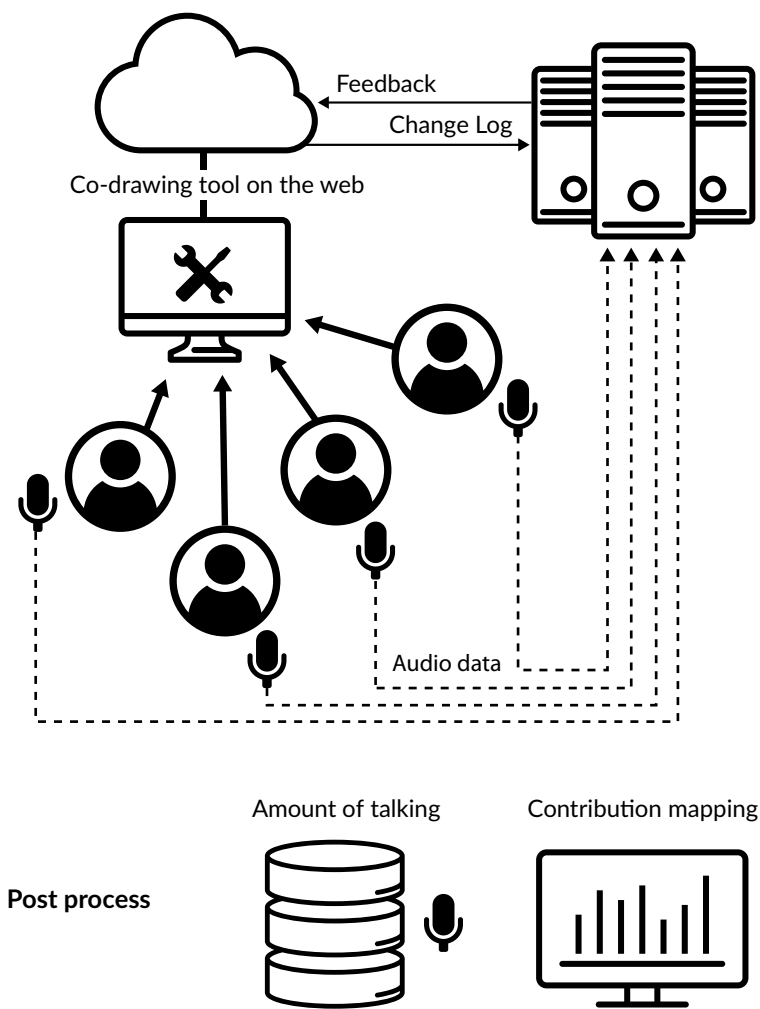 Feedback
Change Log
Co-drawing tool on the web
Audio data
Amount of talking
Contribution mapping
Post process